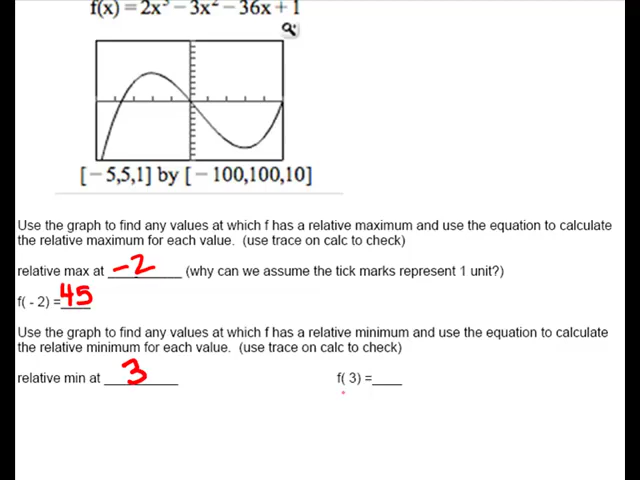 f(x) = 2x³ − 3x² − 36x + 1
[ − 5,5,1] by [ − 100,100,10]
Use the graph to find any values at which f has a relative maximum and use the equation to calculate
the relative maximum for each value. (use trace on calc to check)
relative max at −2 (why can we assume the tick marks represent 1 unit?)
f( - 2) = 45
Use the graph to find any values at which f has a relative minimum and use the equation to calculate
the relative minimum for each value. (use trace on calc to check)
relative min at 3 f( 3) =____